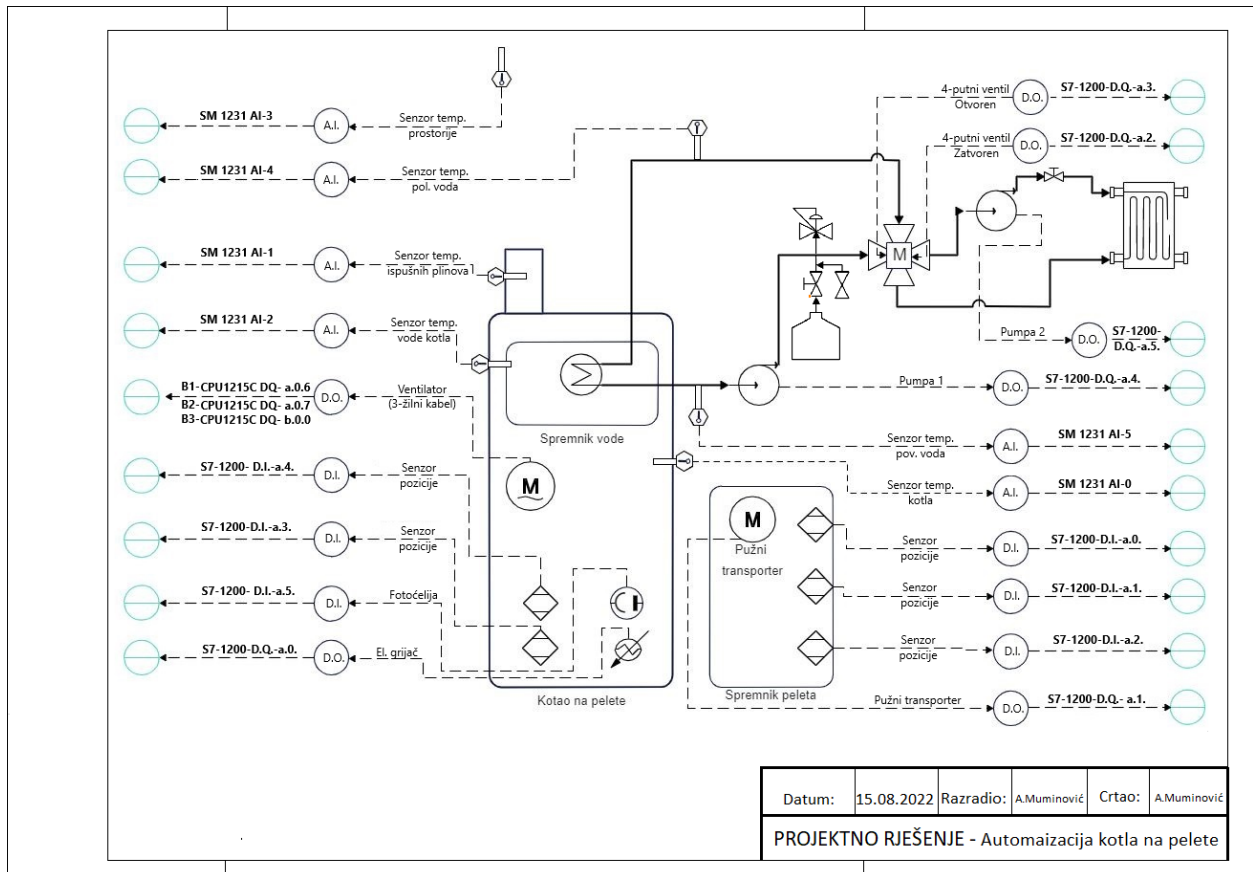 SM 1231 AI-3
A.I.
Senzor temp.
prostorije
SM 1231 AI-4
A.I.
Senzor temp.
pol. voda
SM 1231 AI-1
A.I.
Senzor temp.
ispušnih plinova
SM 1231 AI-2
A.I.
Senzor temp.
vode kotla
B1-CPU1215C DQ- a.0.6
B2-CPU1215C DQ- a.0.7
B3-CPU1215C DQ- b.0.0
D.O.
Ventilator
(3-žilni kabel)
S7-1200- D.I.-a.4.
D.I.
Senzor
pozicije
S7-1200-D.I.-a.3.
D.I.
Senzor
pozicije
S7-1200- D.I.-a.5.
D.I.
Fotoćelija
S7-1200-D.Q.-a.0.
D.O.
El. grijač
Spremnik vode
M
Kotao na pelete
4-putni ventil
Otvoren
D.O.
S7-1200-D.Q.-a.3.
4-putni ventil
Zatvoren
D.O.
S7-1200-D.Q.-a.2.
M
Pumpa 2
D.O.
S7-1200-
D.Q.-a.5.
Pumpa 1
D.O.
S7-1200-D.Q.-a.4.
Senzor temp.
pov. voda
A.I.
SM 1231 AI-5
Senzor temp.
kotla
A.I.
SM 1231 AI-0
M
Pužni
transporter
Senzor
pozicije
D.I.
S7-1200-D.I.-a.0.
Senzor
pozicije
D.I.
S7-1200-D.I.-a.1.
Senzor
pozicije
D.I.
S7-1200-D.I.-a.2.
Spremnik peleta
Pužni transporter
D.O.
S7-1200-D.Q.- a.1.
Datum: 15.08.2022 Razradio: A.Muminović Crtao: A.Muminović
PROJEKTNO RJEŠENJE - Automaizacija kotla na pelete